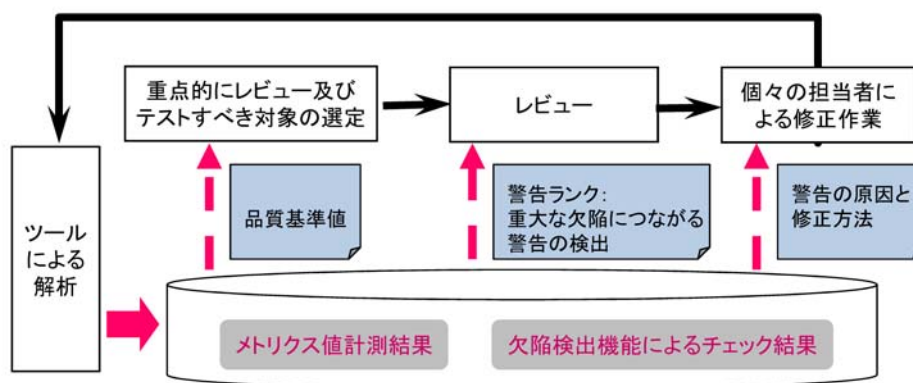 重点的にレビュー及び
テストすべき対象の選定
レビュー
個々の担当者に
よる修正作業
ツール
による
解析
品質基準値
警告ランク:
重大な欠陥につながる
警告の検出
警告の原因と
修正方法
メトリクス値計測結果
欠陥検出機能によるチェック結果